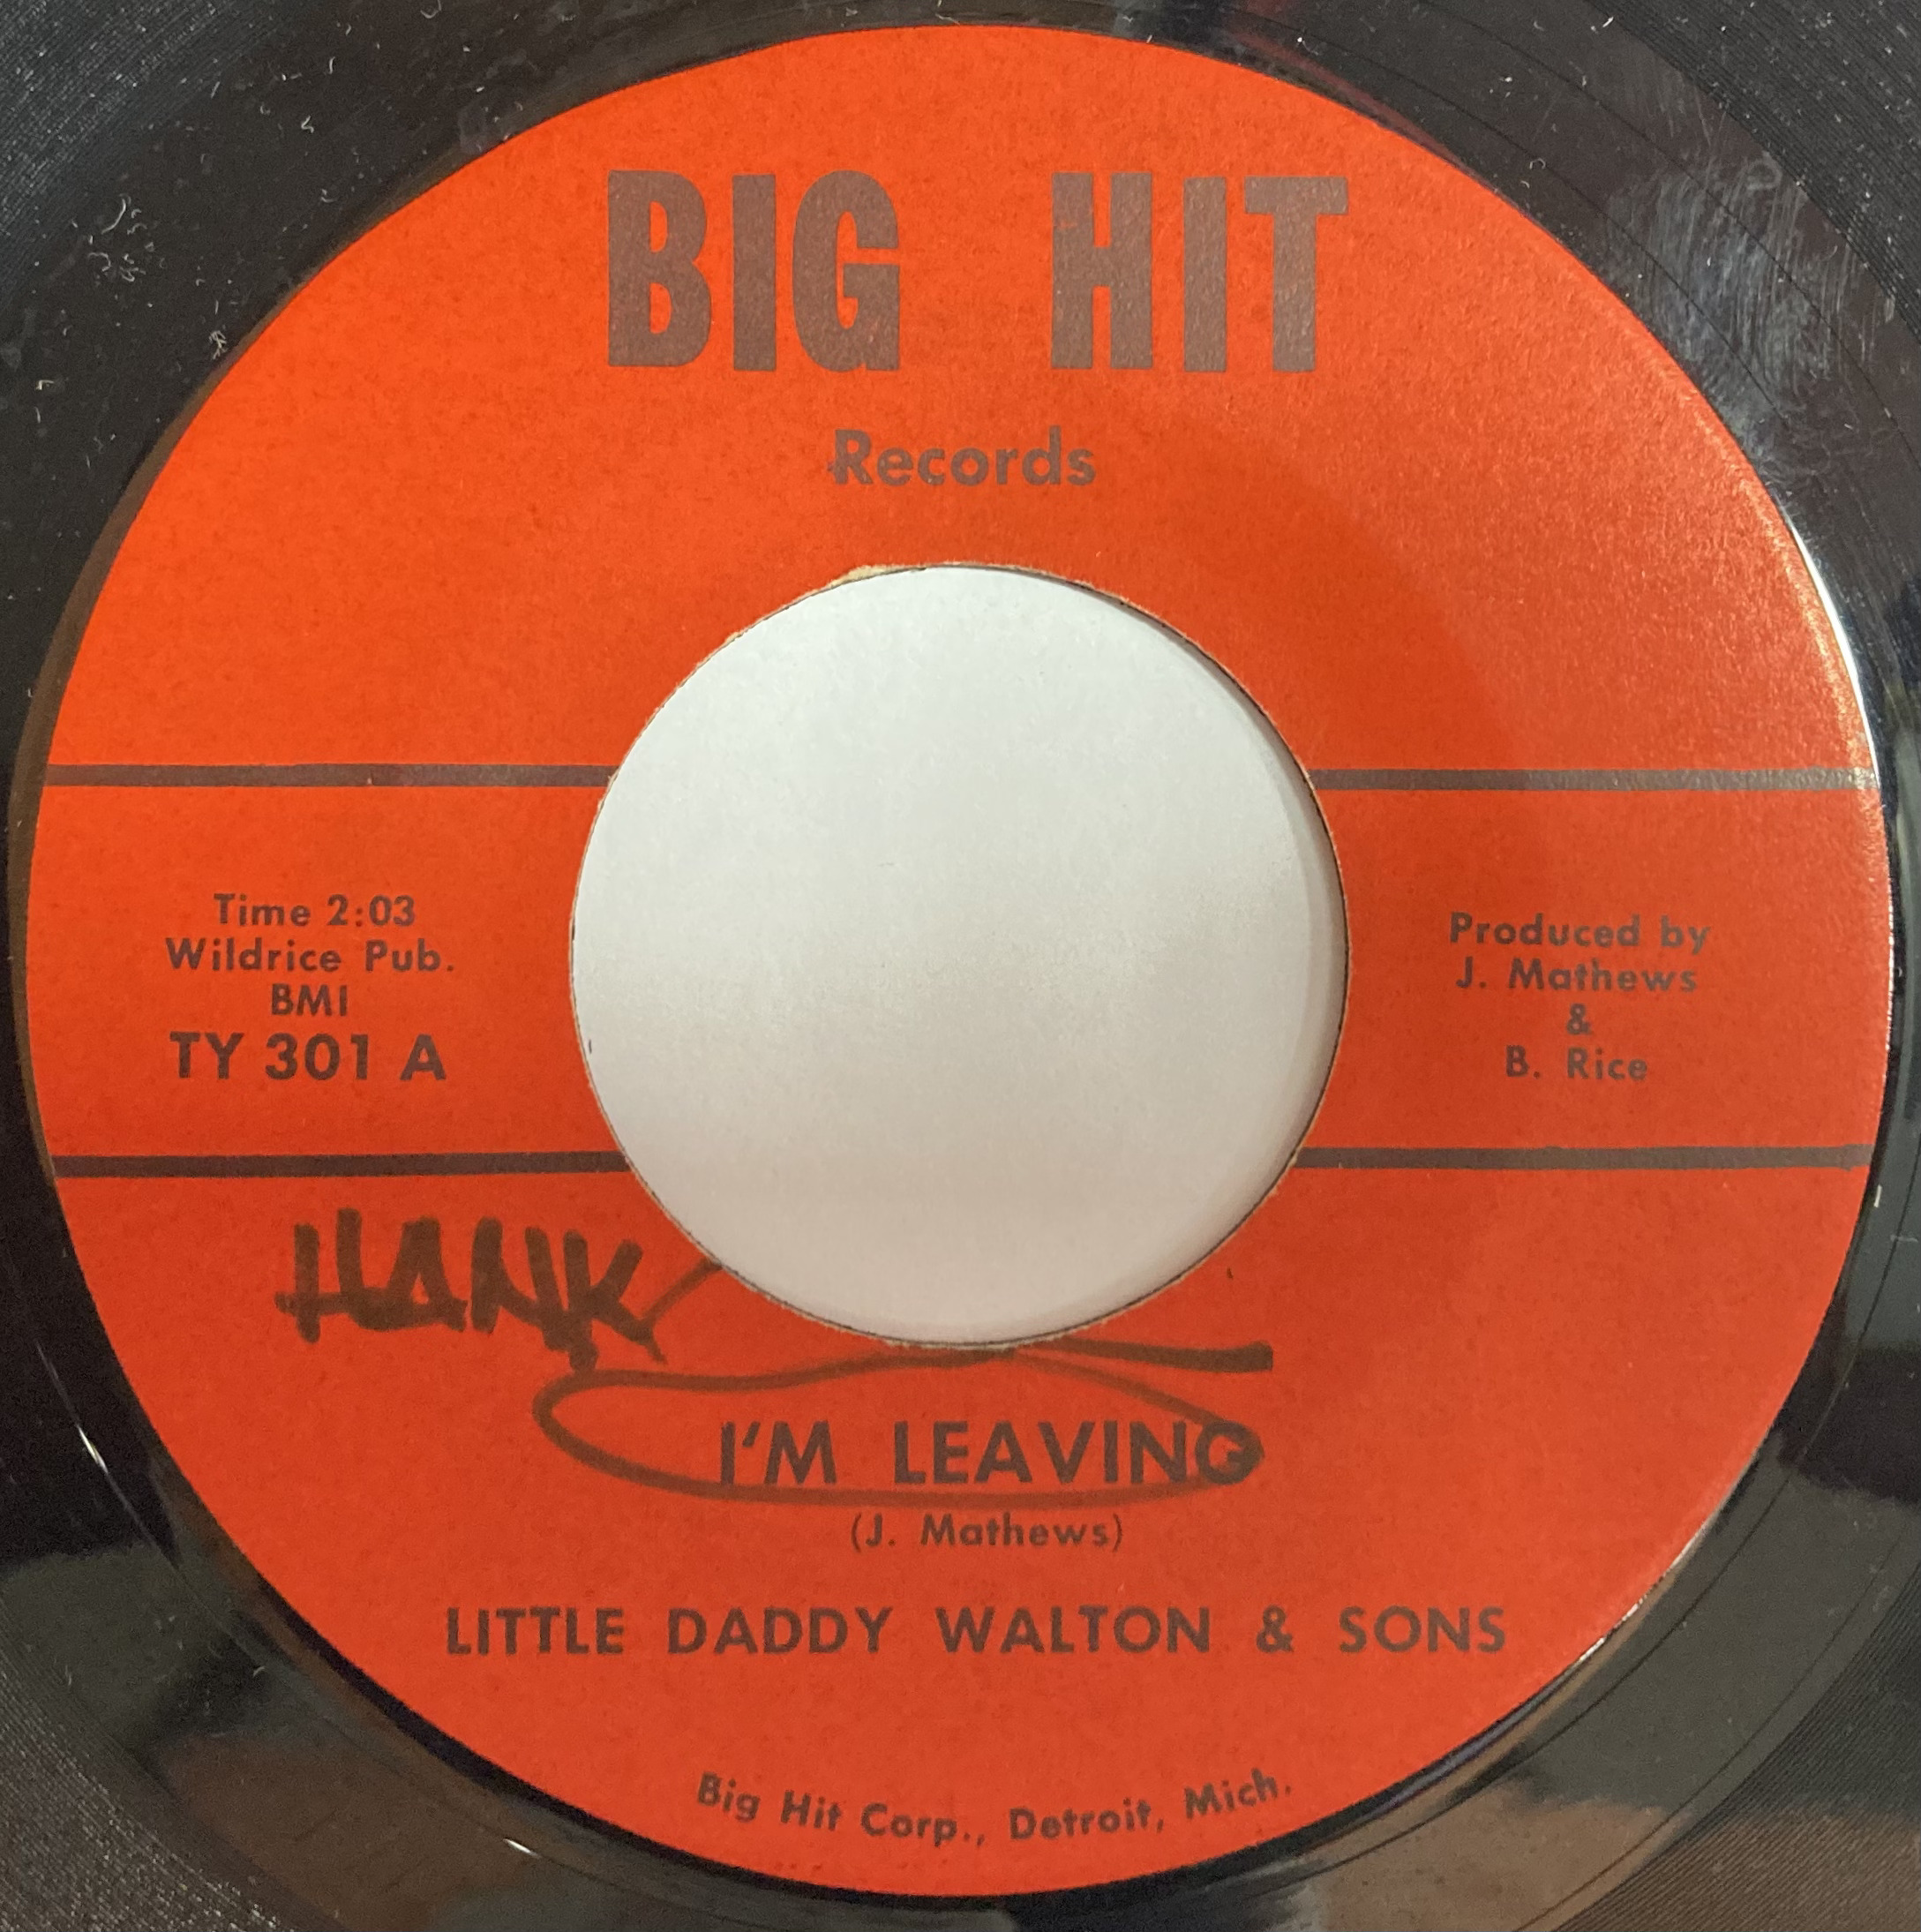 BIG HIT
Records
Time 2:03
Wildrice Pub.
BMI
TY 301 A
Produced by
J. Mathews
&
B. Rice
HANK
I'M LEAVING
(J. Mathews)
LITTLE DADDY WALTON & SONS
Big Hit Corp., Detroit, Mich.